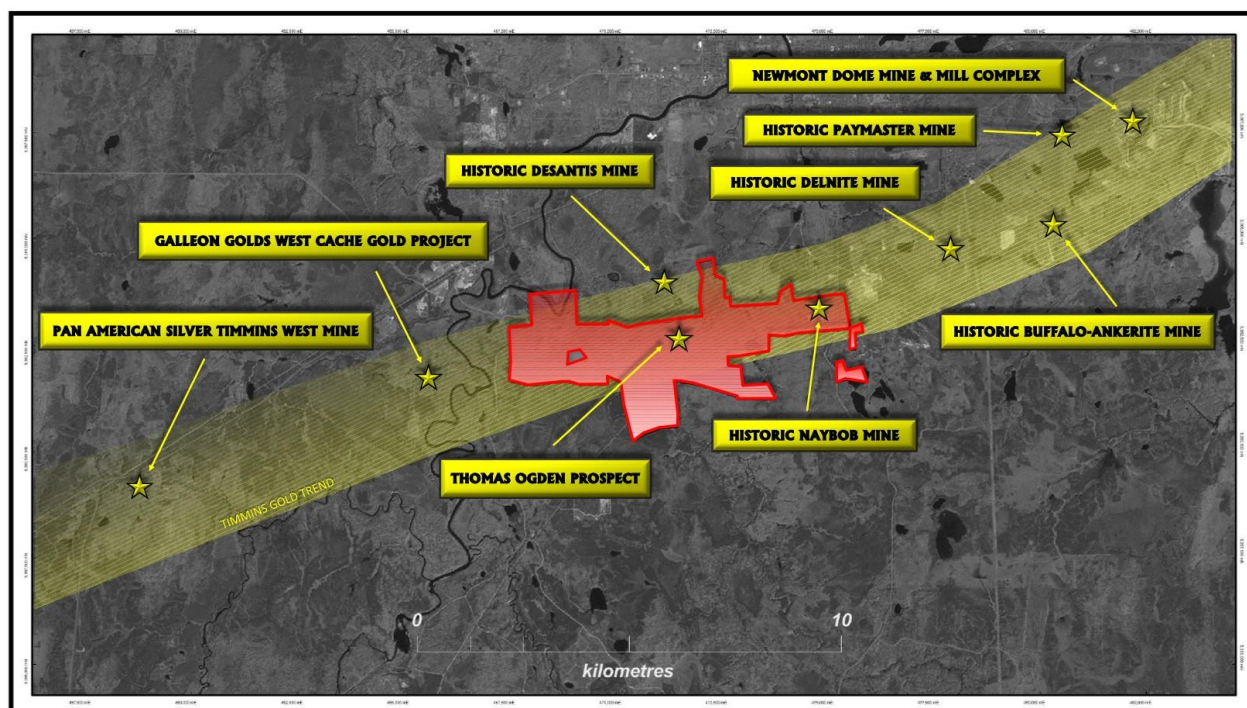 NEWMONT DOME MINE & MILL COMPLEX
HISTORIC PAYMASTER MINE
HISTORIC DESANTIS MINE
HISTORIC DELNITE MINE
GALLEON GOLDS WEST CACHE GOLD PROJECT
PAN AMERICAN SILVER TIMMINS WEST MINE
HISTORIC BUFFALO-ANKERITE MINE
HISTORIC NAYBOB MINE
THOMAS OGDEN PROSPECT
TIMMINS GOLD TREND
0 10
kilometres